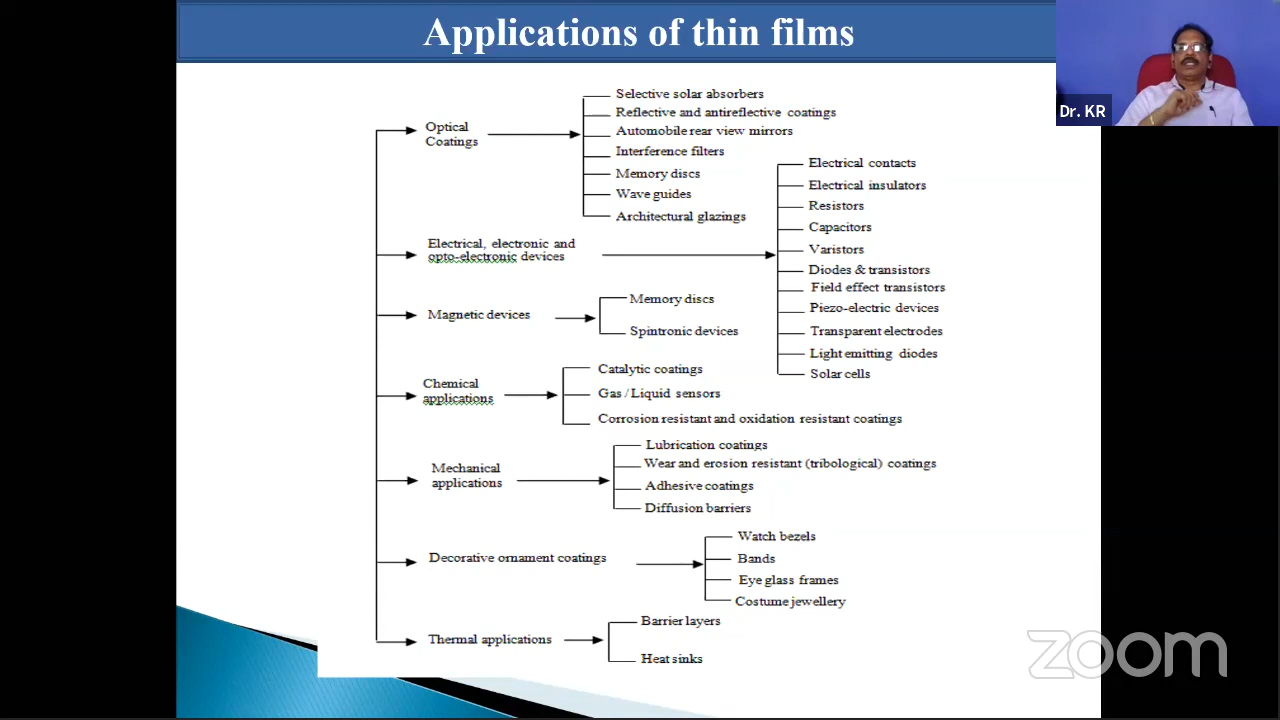 Applications of thin films
Dr. KR
Optical
Coatings
Selective solar absorbers
Reflective and antireflective coatings
Automobile rear view mirrors
Interference filters
Memory discs
Wave guides
Architectural glazings
Electrical, electronic and
opto-electronic devices
Electrical contacts
Electrical insulators
Resistors
Capacitors
Varistors
Diodes & transistors
Field effect transistors
Piezo-electric devices
Transparent electrodes
Light emitting diodes
Solar cells
Magnetic devices
Memory discs
Spintronic devices
Chemical
applications
Catalytic coatings
Gas / Liquid sensors
Corrosion resistant and oxidation resistant coatings
Mechanical
applications
Lubrication coatings
Wear and erosion resistant (tribological) coatings
Adhesive coatings
Diffusion barriers
Decorative ornament coatings
Watch bezels
Bands
Eye glass frames
Costume jewellery
Thermal applications
Barrier layers
Heat sinks
zoom